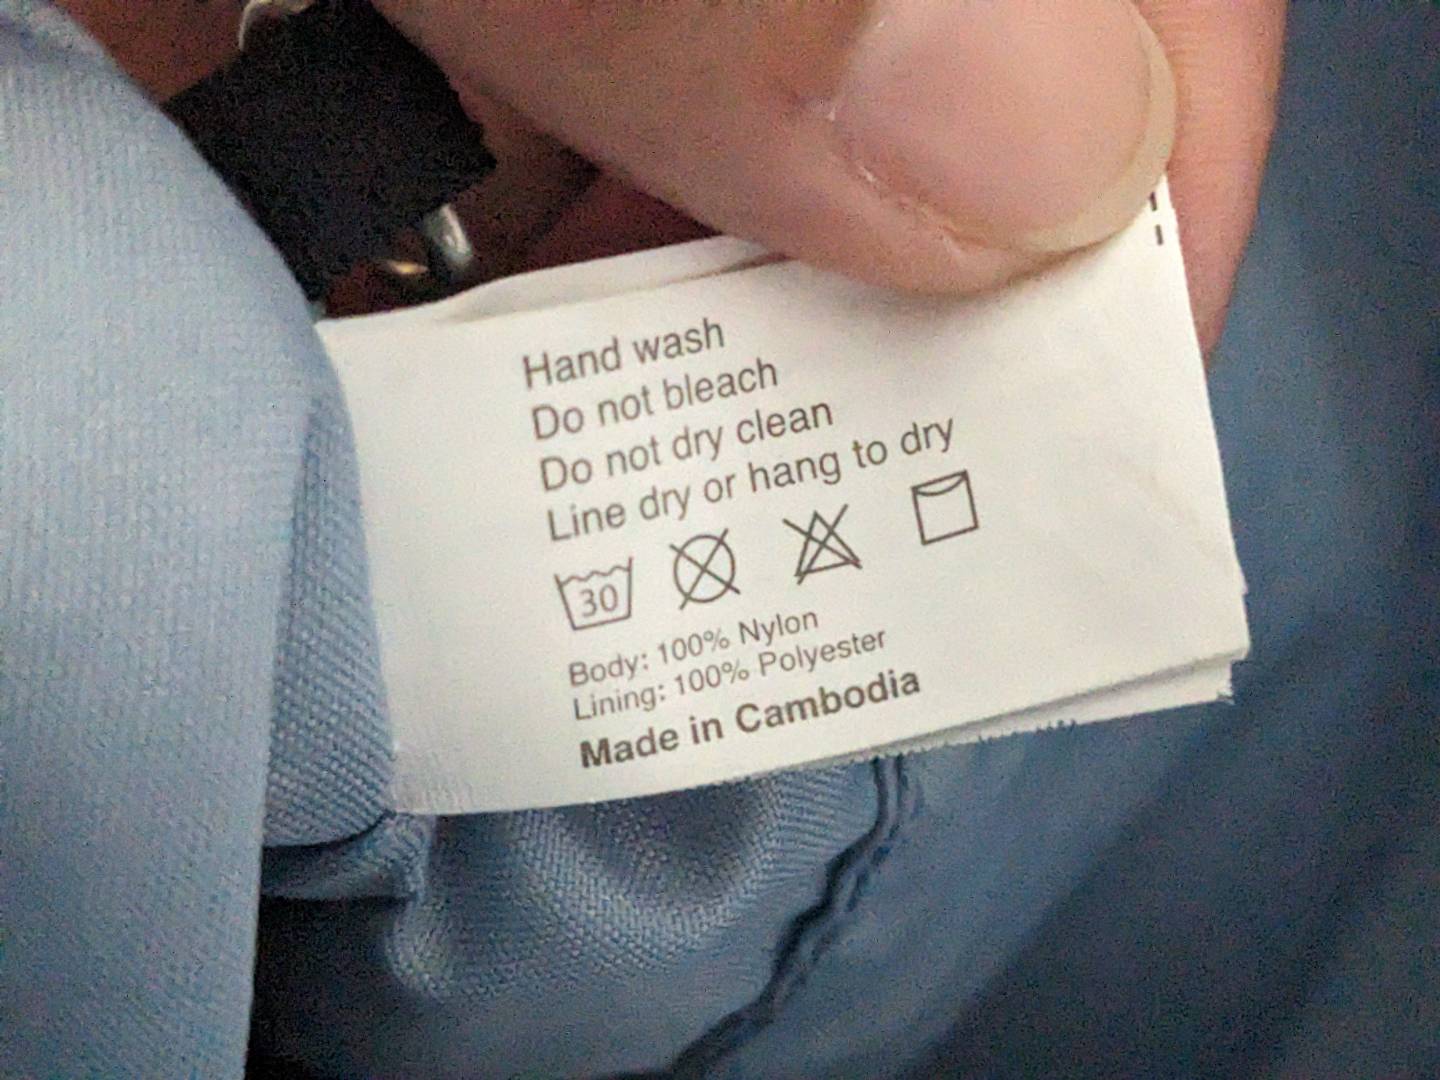 Hand wash
Do not bleach
Do not dry clean
Line dry or hang to dry
30
Body: 100% Nylon
Lining: 100% Polyester
Made in Cambodia